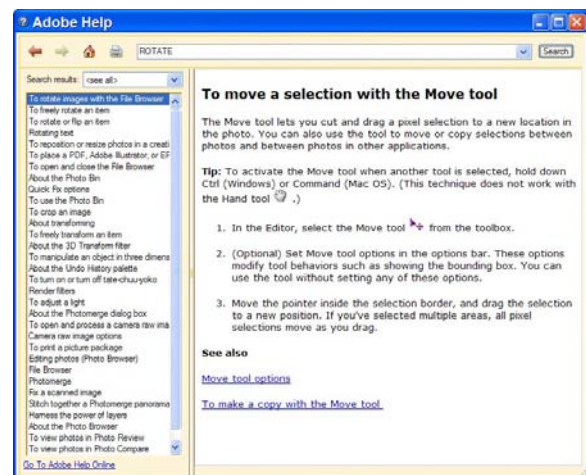 Adobe Help
ROTATE
Search
Search results: <see all>
To rotate images with the File Browser
To freely rotate an item
To rotate or flip an item
Rotating text
To reposition or resize photos in a creati
To place a PDF, Adobe Illustrator, or EP
To open and close the File Browser
About the Photo Bin
Quick Fix options
To use the Photo Bin
To crop an image
About transforming
To freely transform an item
About the 3D Transform filter
To manipulate an object in three dimens
About the Undo History palette
To turn on or turn off tate-chuu-yoko
Render filters
To adjust a light
About the Photomerge dialog box
To open and process a camera raw ima
Camera raw image options
To print a picture package
Editing photos (Photo Browser)
File Browser
Photomerge
Fix a scanned image
Stitch together a Photomerge panorama
Harness the power of layers
About the Photo Browser
To view photos in Photo Review
To view photos in Photo Compare
Go To Adobe Help Online
To move a selection with the Move tool
The Move tool lets you cut and drag a pixel selection to a new location in
the photo. You can also use the tool to move or copy selections between
photos and between photos in other applications.
Tip: To activate the Move tool when another tool is selected, hold down
Ctrl (Windows) or Command (Mac OS). (This technique does not work with
the Hand tool .)
1. In the Editor, select the Move tool from the toolbox.
2. (Optional) Set Move tool options in the options bar. These options
modify tool behaviors such as showing the bounding box. You can
use the tool without setting any of these options.
3. Move the pointer inside the selection border, and drag the selection
to a new position. If you've selected multiple areas, all pixel
selections move as you drag.
See also
Move tool options
To make a copy with the Move tool